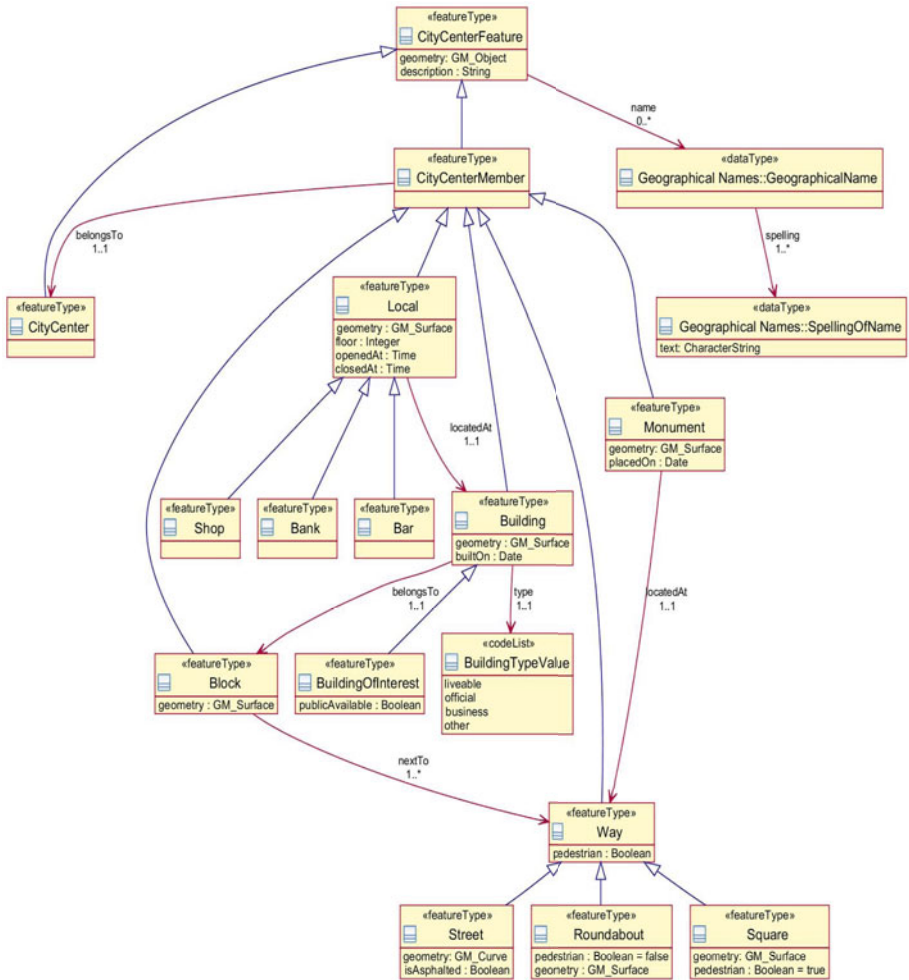 «featureType»
CityCenterFeature
geometry: GM_Object
description : String
name
0..*
«featureType»
CityCenterMember
«dataType»
Geographical Names::GeographicalName
belongsTo
1..1
spelling
1..*
«featureType»
CityCenter
«featureType»
Local
geometry : GM_Surface
floor : Integer
openedAt : Time
closedAt : Time
«dataType»
Geographical Names::SpellingOfName
text: CharacterString
locatedAt
1..1
«featureType»
Monument
geometry: GM_Surface
placedOn : Date
«featureType»
Shop
«featureType»
Bank
«featureType»
Bar
«featureType»
Building
geometry : GM_Surface
builtOn : Date
belongsTo
1..1
type
1..1
locatedAt
1..1
«featureType»
Block
geometry : GM_Surface
«featureType»
BuildingOfInterest
publicAvailable : Boolean
«codeList»
BuildingTypeValue
liveable
official
business
other
nextTo
1..*
«featureType»
Way
pedestrian : Boolean
«featureType»
Street
geometry: GM_Curve
isAsphalted : Boolean
«featureType»
Roundabout
pedestrian : Boolean = false
geometry : GM_Surface
«featureType»
Square
geometry: GM_Surface
pedestrian : Boolean = true